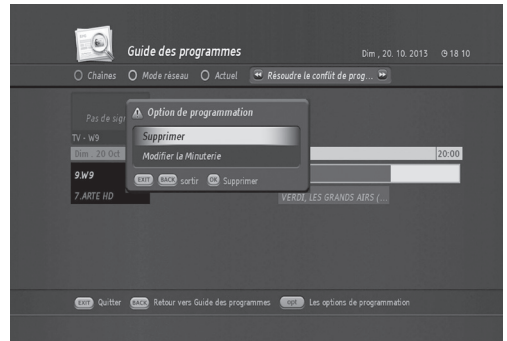 Guide des programmes
Dim , 20. 10. 2013 18 10
Chaînes Mode réseau Actuel Résoudre le conflit de prog...
Pas de sign
Option de programmation
Supprimer
Modifier la Minuterie
EXIT BACK sortir OK Supprimer
TV - W9
Dim , 20 Oct 20:00
9.W9
7.ARTE HD VERDI, LES GRANDS AIRS (...
EXIT Quitter BACK Retour vers Guide des programmes opt Les options de programmation